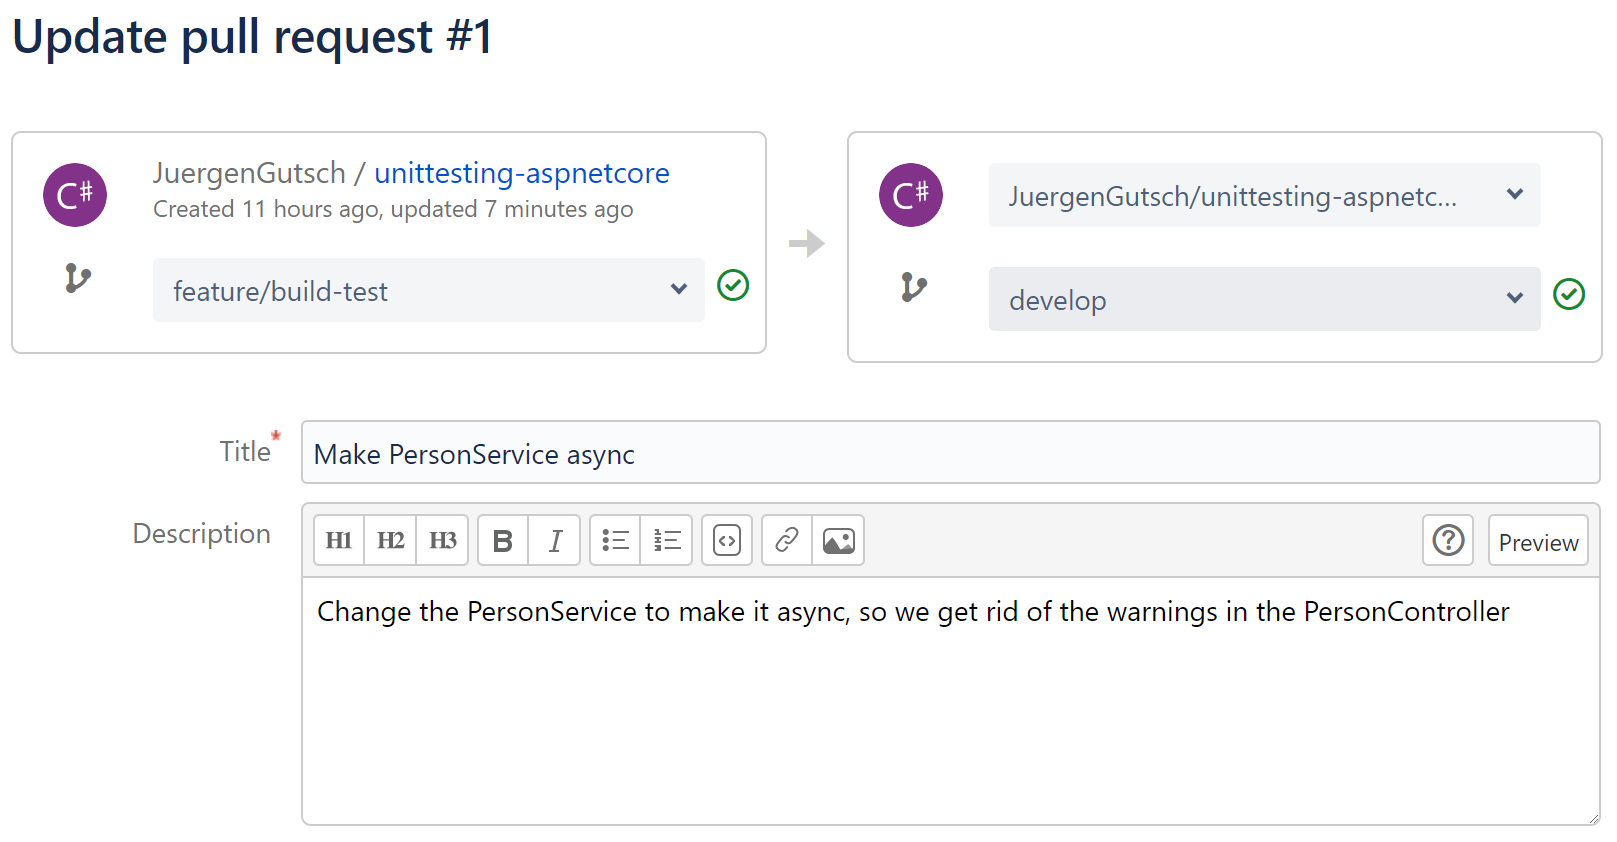 Update pull request #1
C#
JuergenGutsch / unittesting-aspnetcore
Created 11 hours ago, updated 7 minutes ago
feature/build-test
C#
JuergenGutsch/unittesting-aspnetc...
develop
Title*
Make PersonService async
Description
H1 H2 H3 B I Preview
Change the PersonService to make it async, so we get rid of the warnings in the PersonController